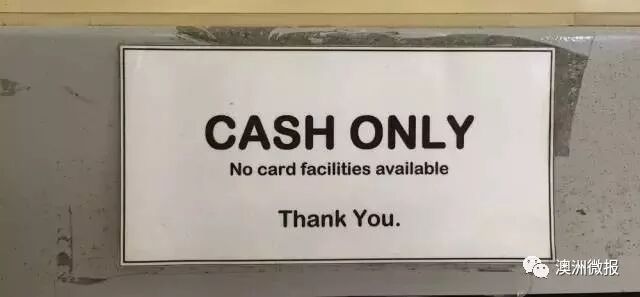 CASH ONLY
No card facilities available
Thank You.
澳洲微报